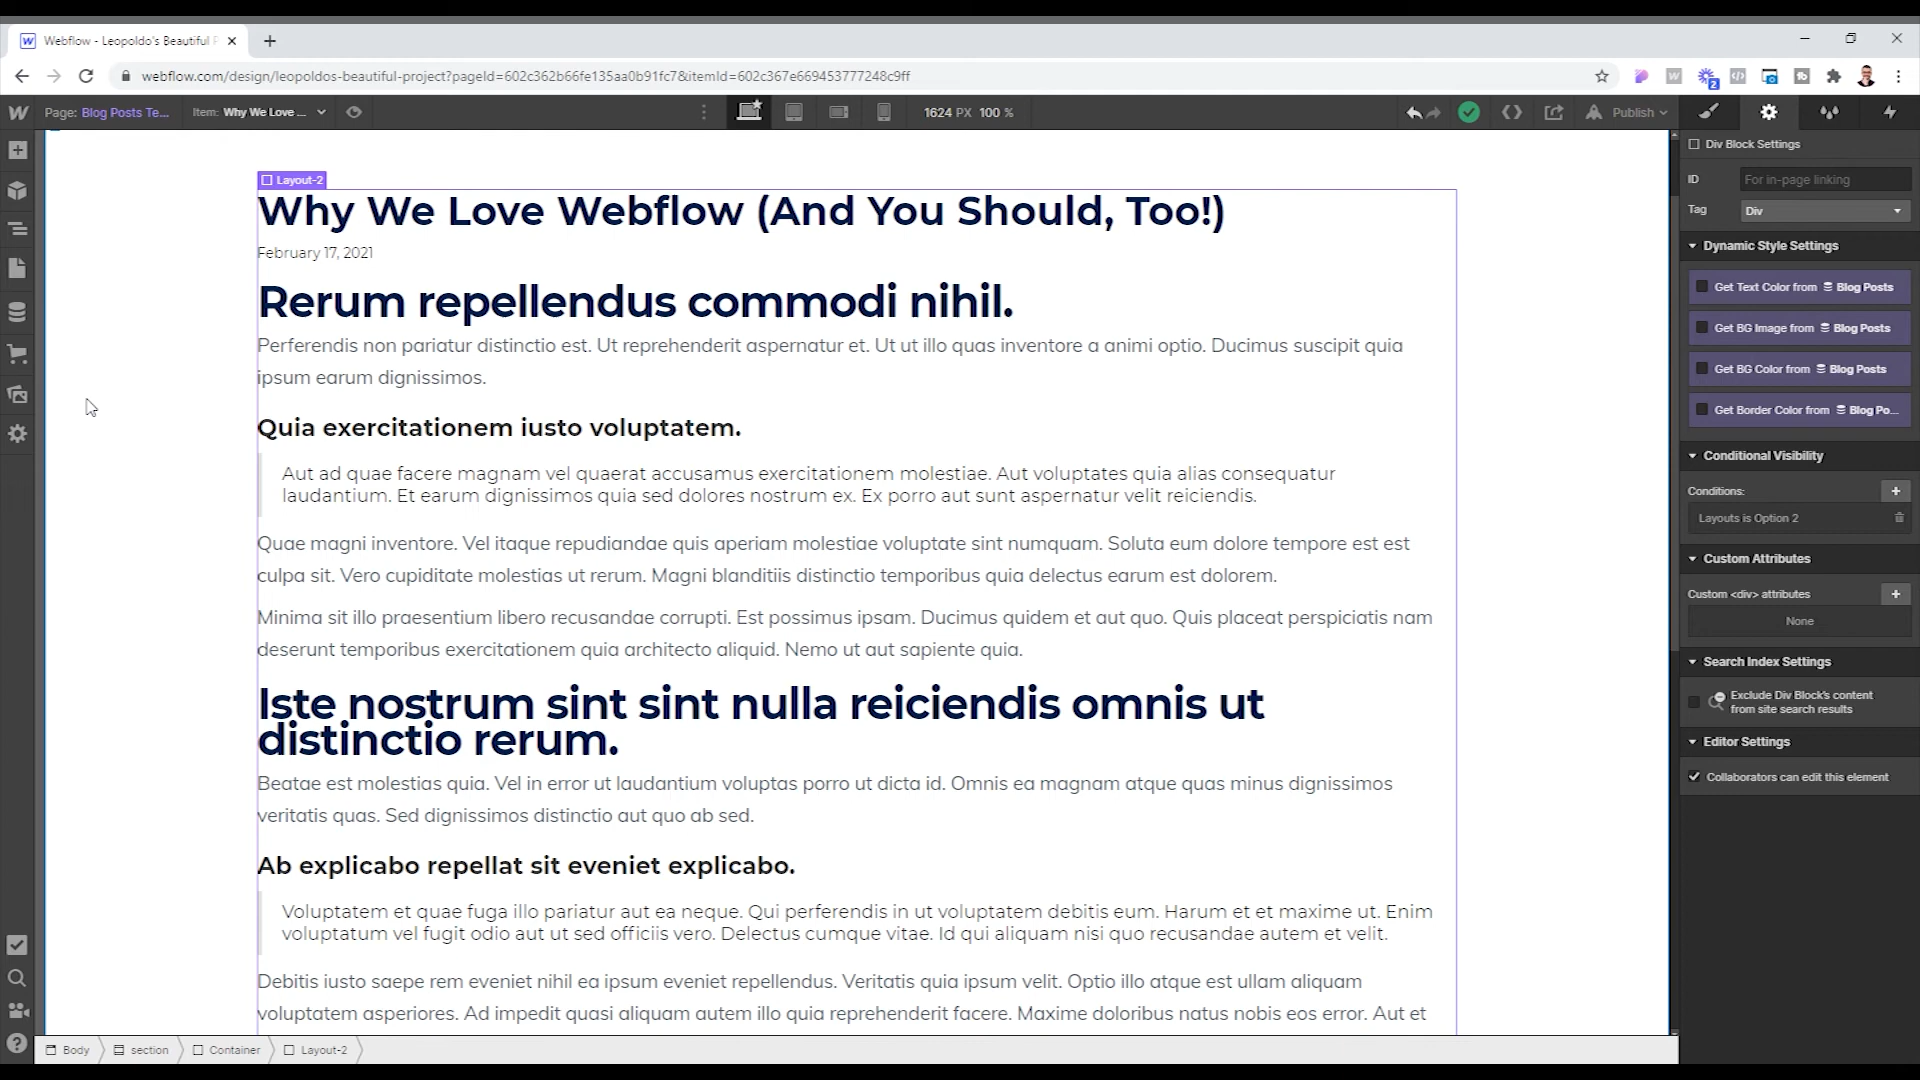 Webflow - Leopoldo's Beautiful P
webflow.com/design/leopoldos-beautiful-project?pageId=602c362b66fe135aa0b91fc7&itemId=602c367e669453777248c9ff
2
Page: Blog Posts Te...
Item: Why We Love ...
1624 PX 100 %
Publish
Layout-2
Why We Love Webflow (And You Should, Too!)
February 17, 2021
Rerum repellendus commodi nihil.
Perferendis non pariatur distinctio est. Ut reprehenderit aspernatur et. Ut ut illo quas inventore a animi optio. Ducimus suscipit quia
ipsum earum dignissimos.
Quia exercitationem iusto voluptatem.
Aut ad quae facere magnam vel quaerat accusamus exercitationem molestiae. Aut voluptates quia alias consequatur
laudantium. Et earum dignissimos quia sed dolores nostrum ex. Ex porro aut sunt aspernatur velit reiciendis.
Quae magni inventore. Vel itaque repudiandae quis aperiam molestiae voluptate sint numquam. Soluta eum dolore tempore est est
culpa sit. Vero cupiditate molestias ut rerum. Magni blanditiis distinctio temporibus quia delectus earum est dolorem.
Minima sit illo praesentium libero recusandae corrupti. Est possimus ipsam. Ducimus quidem et aut quo. Quis placeat perspiciatis nam
deserunt temporibus exercitationem quia architecto aliquid. Nemo ut aut sapiente quia.
Iste nostrum sint sint nulla reiciendis omnis ut
distinctio rerum.
Beatae est molestias quia. Vel in error ut laudantium voluptas porro ut dicta id. Omnis ea magnam atque quas minus dignissimos
veritatis quas. Sed dignissimos distinctio aut quo ab sed.
Ab explicabo repellat sit eveniet explicabo.
Voluptatem et quae fuga illo pariatur aut ea neque. Qui perferendis in ut voluptatem debitis eum. Harum et et maxime ut. Enim
voluptatum vel fugit odio aut ut sed officiis vero. Delectus cumque vitae. Id qui aliquam nisi quo recusandae autem et velit.
Debitis iusto saepe rem eveniet nihil ea ipsum eveniet repellendus. Veritatis quia ipsum velit. Optio illo atque est ullam aliquam
voluptatem asperiores. Ad impedit quasi aliquam autem illo quia reprehenderit facere. Maxime doloribus natus nobis eos error. Aut et
Body
section
Container
Layout-2
Div Block Settings
ID
For in-page linking
Tag
Div
Dynamic Style Settings
Get Text Color from Blog Posts
Get BG Image from Blog Posts
Get BG Color from Blog Posts
Get Border Color from Blog Po...
Conditional Visibility
Conditions:
Layouts is Option 2
Custom Attributes
Custom <div> attributes
None
Search Index Settings
Exclude Div Block's content
from site search results
Editor Settings
Collaborators can edit this element